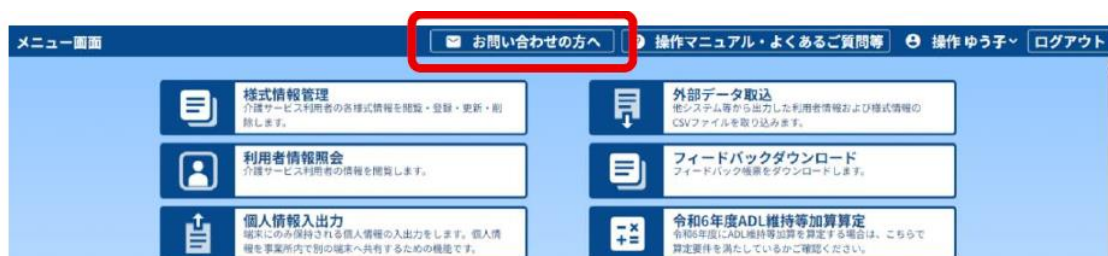 メニュー画面
お問い合わせの方へ
操作マニュアル・よくあるご質問等
操作 ゆう子
ログアウト
様式情報管理
介護サービス利用者の各様式情報を閲覧・登録・更新・削
除します。
外部データ取込
他システム等から出力した利用者情報および様式情報の
CSVファイルを取り込みます。
利用者情報照会
介護サービス利用者の情報を閲覧します。
フィードバックダウンロード
フィードバック帳票をダウンロードします。
個人情報入出力
端末にのみ保持される個人情報の入出力をします。個人情
報を事業所内で別の端末へ共有するための機能です。
令和6年度ADL維持等加算算定
令和6年度にADL維持等加算を算定する場合は、こちらで
算定要件を満たしているかご確認ください。